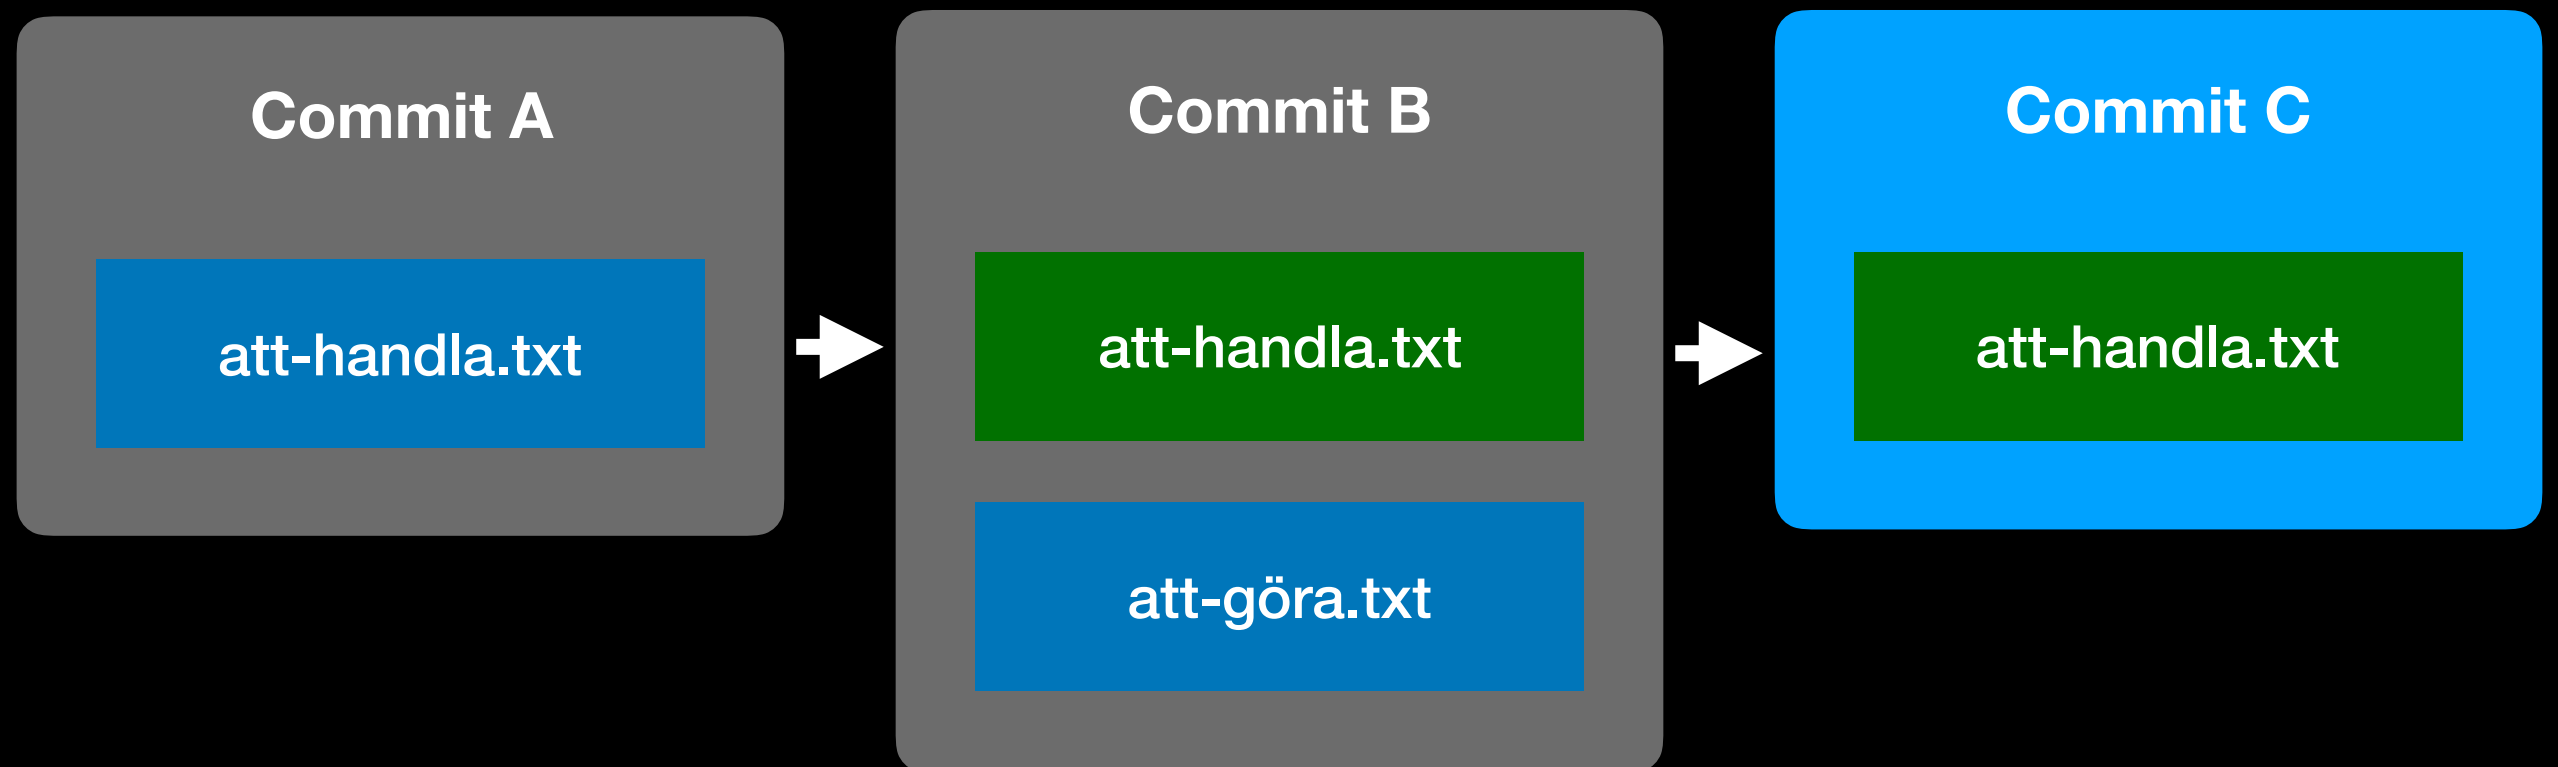 Commit A
att-handla.txt
Commit B
att-handla.txt
att-göra.txt
Commit C
att-handla.txt